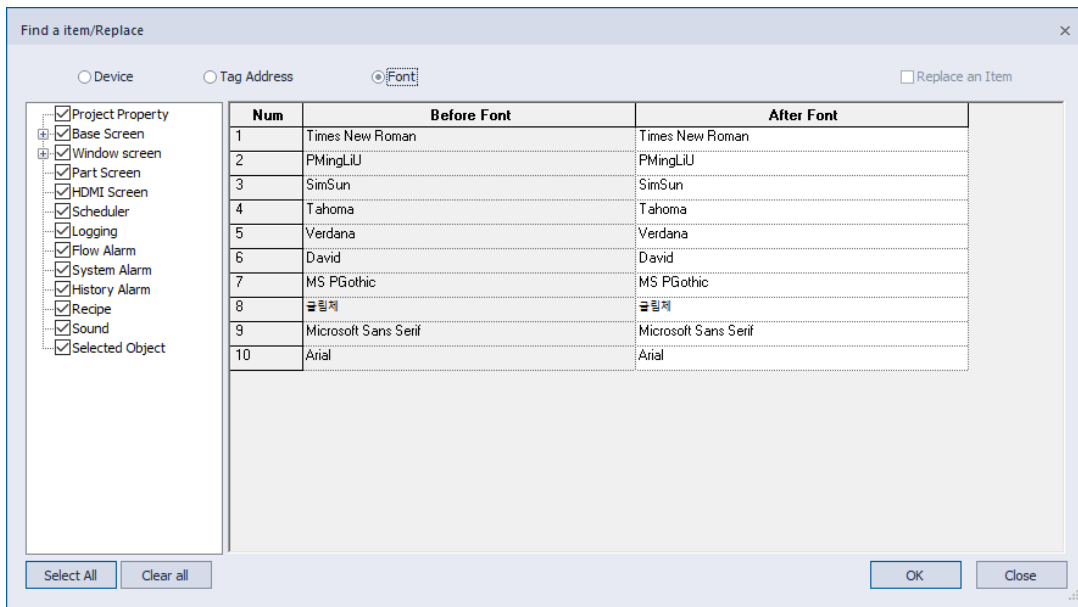 Find a item/Replace
Device Tag Address Font Replace an Item
Project Property
Base Screen
Window screen
Part Screen
HDMI Screen
Scheduler
Logging
Flow Alarm
System Alarm
History Alarm
Recipe
Sound
Selected Object
Num Before Font After Font
1 Times New Roman Times New Roman
2 PMingLiU PMingLiU
3 SimSun SimSun
4 Tahoma Tahoma
5 Verdana Verdana
6 David David
7 MS PGothic MS PGothic
8 굴림체 굴림체
9 Microsoft Sans Serif Microsoft Sans Serif
10 Arial Arial
Select All Clear all OK Close